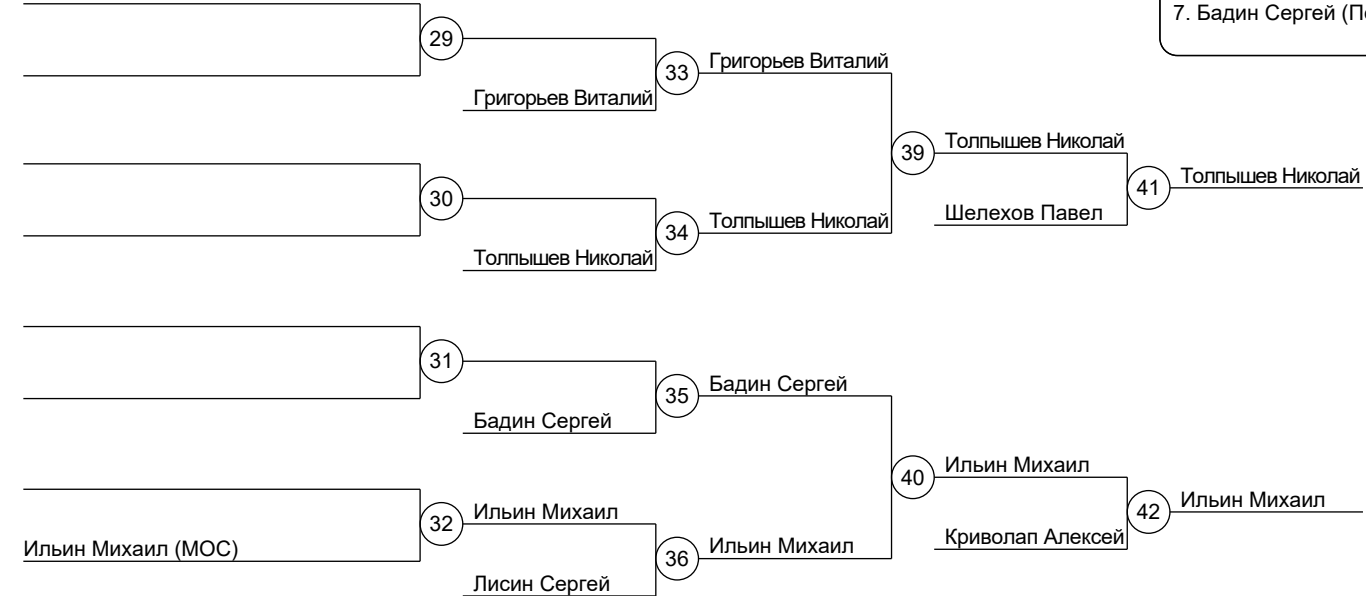 7. Бадин Сергей
29
Григорьев Виталий
33
Григорьев Виталий
39
Толпышев Николай
41
Толпышев Николай
Шелехов Павел
30
Толпышев Николай
34
Толпышев Николай
31
Бадин Сергей
35
Бадин Сергей
40
Ильин Михаил
42
Ильин Михаил
Криволап Алексей
Ильин Михаил (МОС)
32
Ильин Михаил
36
Ильин Михаил
Лисин Сергей